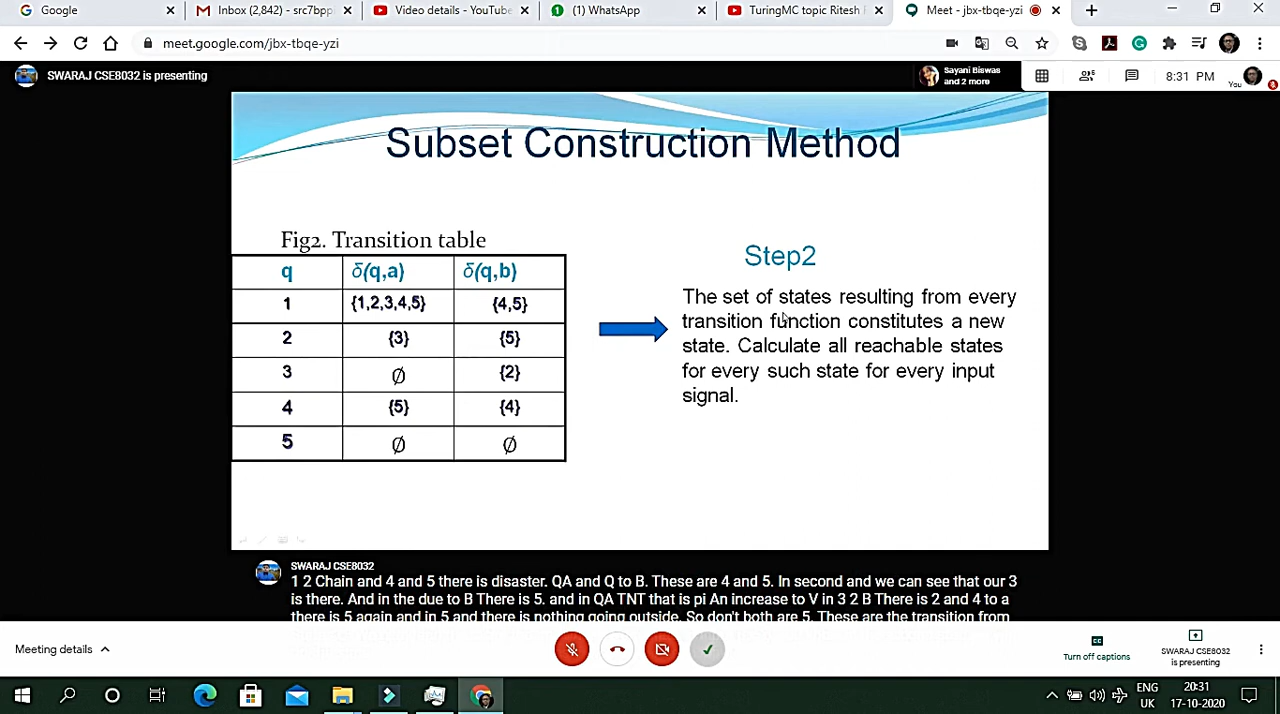 Google
Inbox (2,842) - src7bpp
Video details - YouTube
(1) WhatsApp
TuringMC topic Ritesh
Meet - jbx-tbqe-yzi
meet.google.com/jbx-tbqe-yzi
SWARAJ CSE8032 is presenting
Sayani Biswas
and 2 more
8:31 PM
You
Subset Construction Method
Fig2. Transition table
q δ(q,a) δ(q,b)
1 {1,2,3,4,5} {4,5}
2 {3} {5}
3 ∅ {2}
4 {5} {4}
5 ∅ ∅
Step2
The set of states resulting from every
transition function constitutes a new
state. Calculate all reachable states
for every such state for every input
signal.
SWARAJ CSE8032
1 2 Chain and 4 and 5 there is disaster. QA and Q to B. These are 4 and 5. In second and we can see that our 3
is there. And in the due to B There is 5. and in QA TNT that is pi An increase to V in 3 2 B There is 2 and 4 to a
there is 5 again and in 5 and there is nothing going outside. So don't both are 5. These are the transition from
Meeting details
Turn off captions
SWARAJ CSE8032
is presenting
ENG
UK
20:31
17-10-2020